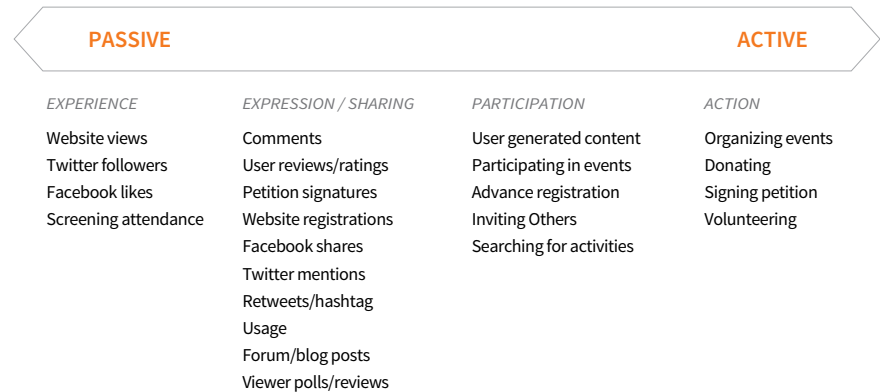 PASSIVE
ACTIVE
EXPERIENCE
Website views
Twitter followers
Facebook likes
Screening attendance
EXPRESSION / SHARING
Comments
User reviews/ratings
Petition signatures
Website registrations
Facebook shares
Twitter mentions
Retweets/hashtag
Usage
Forum/blog posts
Viewer polls/reviews
PARTICIPATION
User generated content
Participating in events
Advance registration
Inviting Others
Searching for activities
ACTION
Organizing events
Donating
Signing petition
Volunteering